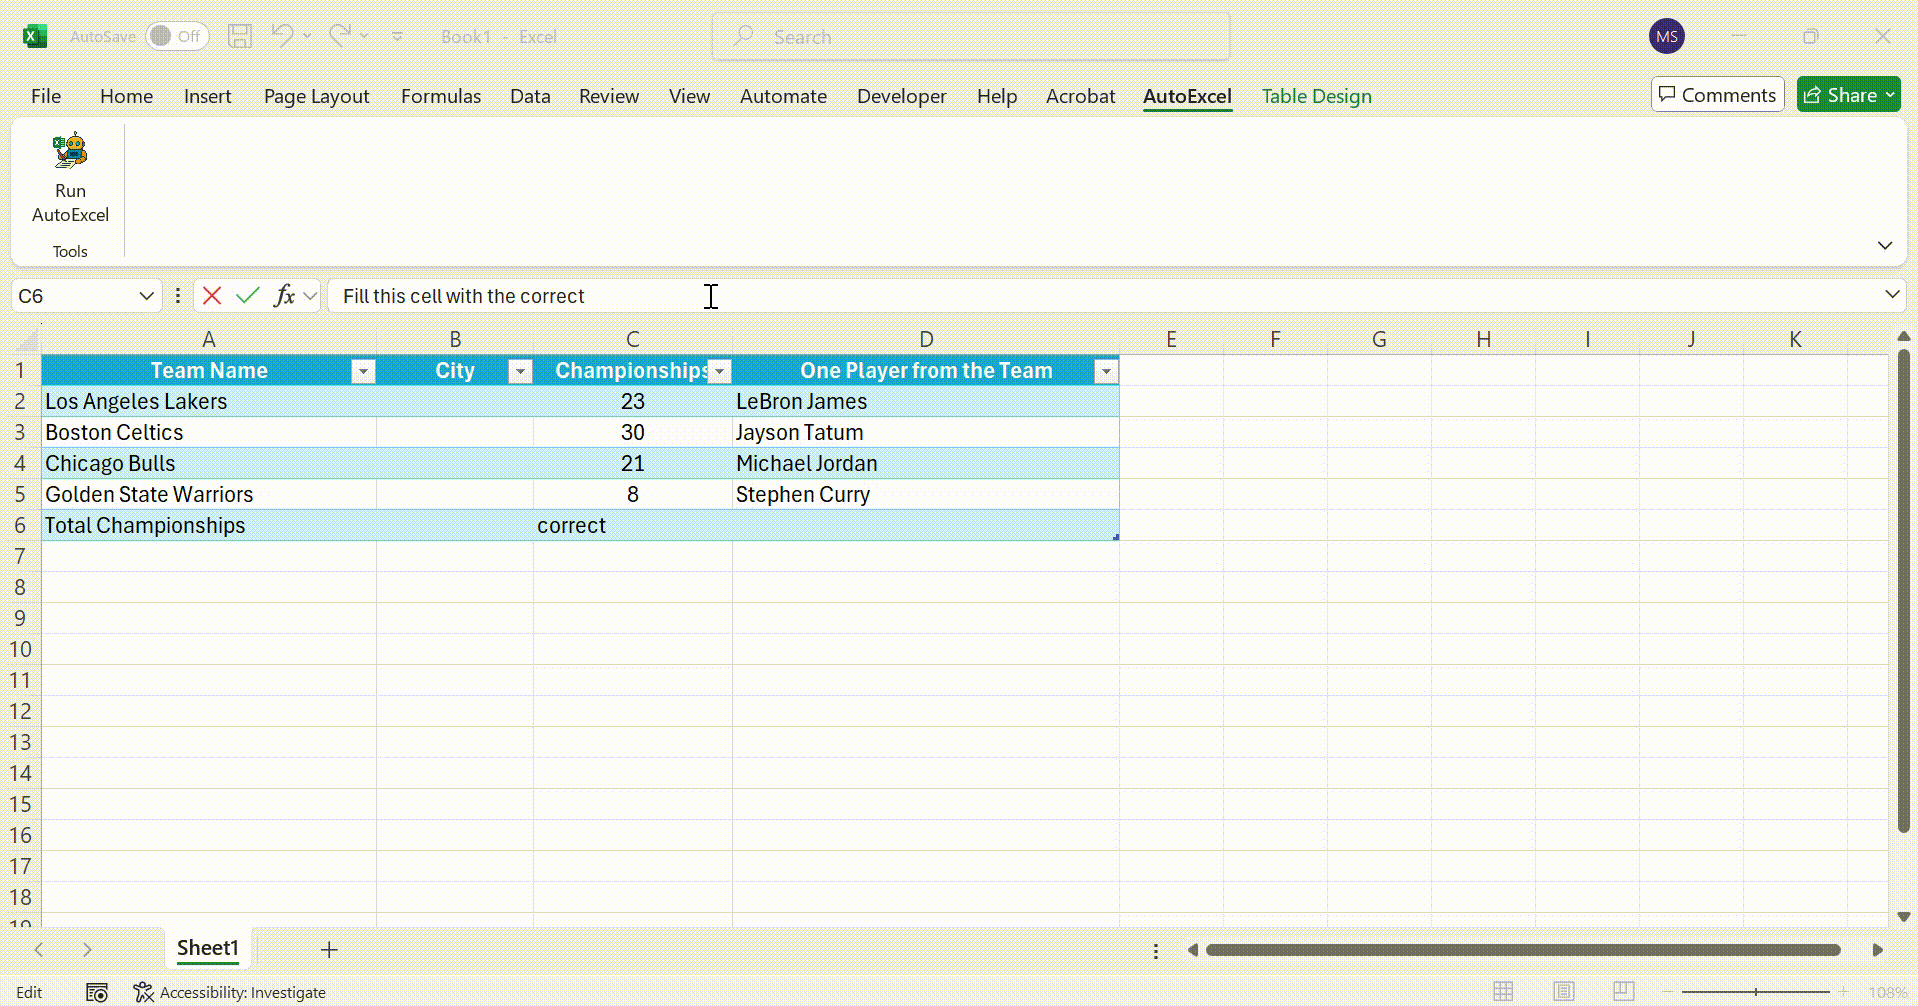 AutoSave Off Book1 - Excel Search MS
File Home Insert Page Layout Formulas Data Review View Automate Developer Help Acrobat AutoExcel Table Design Comments Share
Run
AutoExcel
Tools
C6 fx Fill this cell with the correct
A B C D E F G H I J K
1 Team Name City Championships One Player from the Team
2 Los Angeles Lakers 23 LeBron James
3 Boston Celtics 30 Jayson Tatum
4 Chicago Bulls 21 Michael Jordan
5 Golden State Warriors 8 Stephen Curry
6 Total Championships correct
7
8
9
10
11
12
13
14
15
16
17
18
19
Sheet1
Edit Accessibility: Investigate 108%